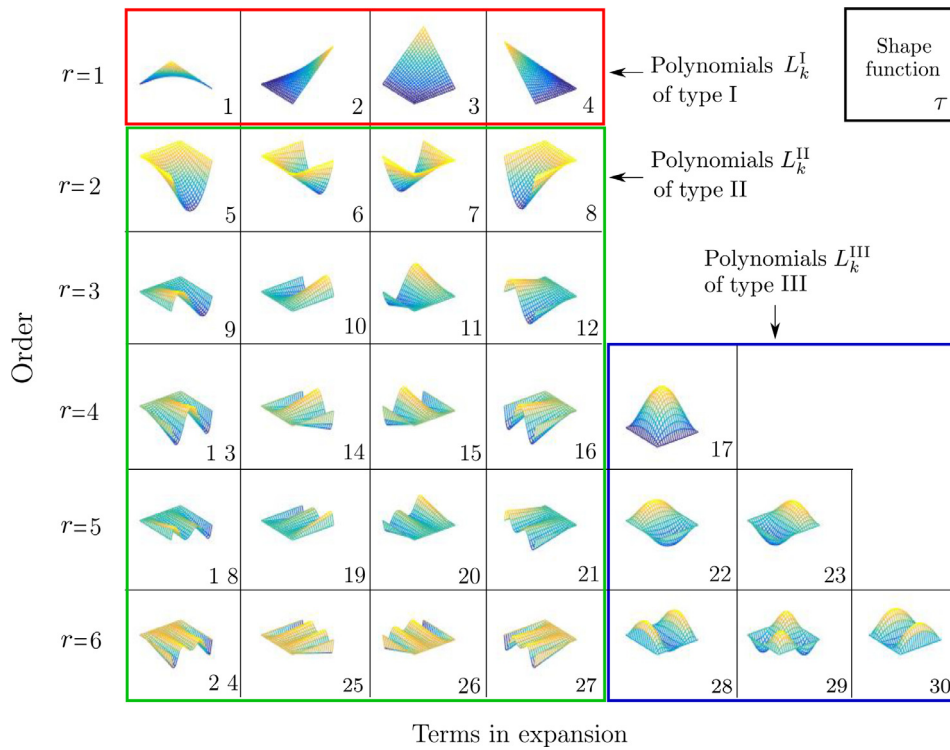 r=1
1
2
3
4
Polynomials L_k^I
of type I
Shape
function
τ
r=2
5
6
7
8
Polynomials L_k^II
of type II
r=3
9
10
11
12
Polynomials L_k^III
of type III
Order
r=4
1 3
14
15
16
17
r=5
1 8
19
20
21
22
23
r=6
2 4
25
26
27
28
29
30
Terms in expansion